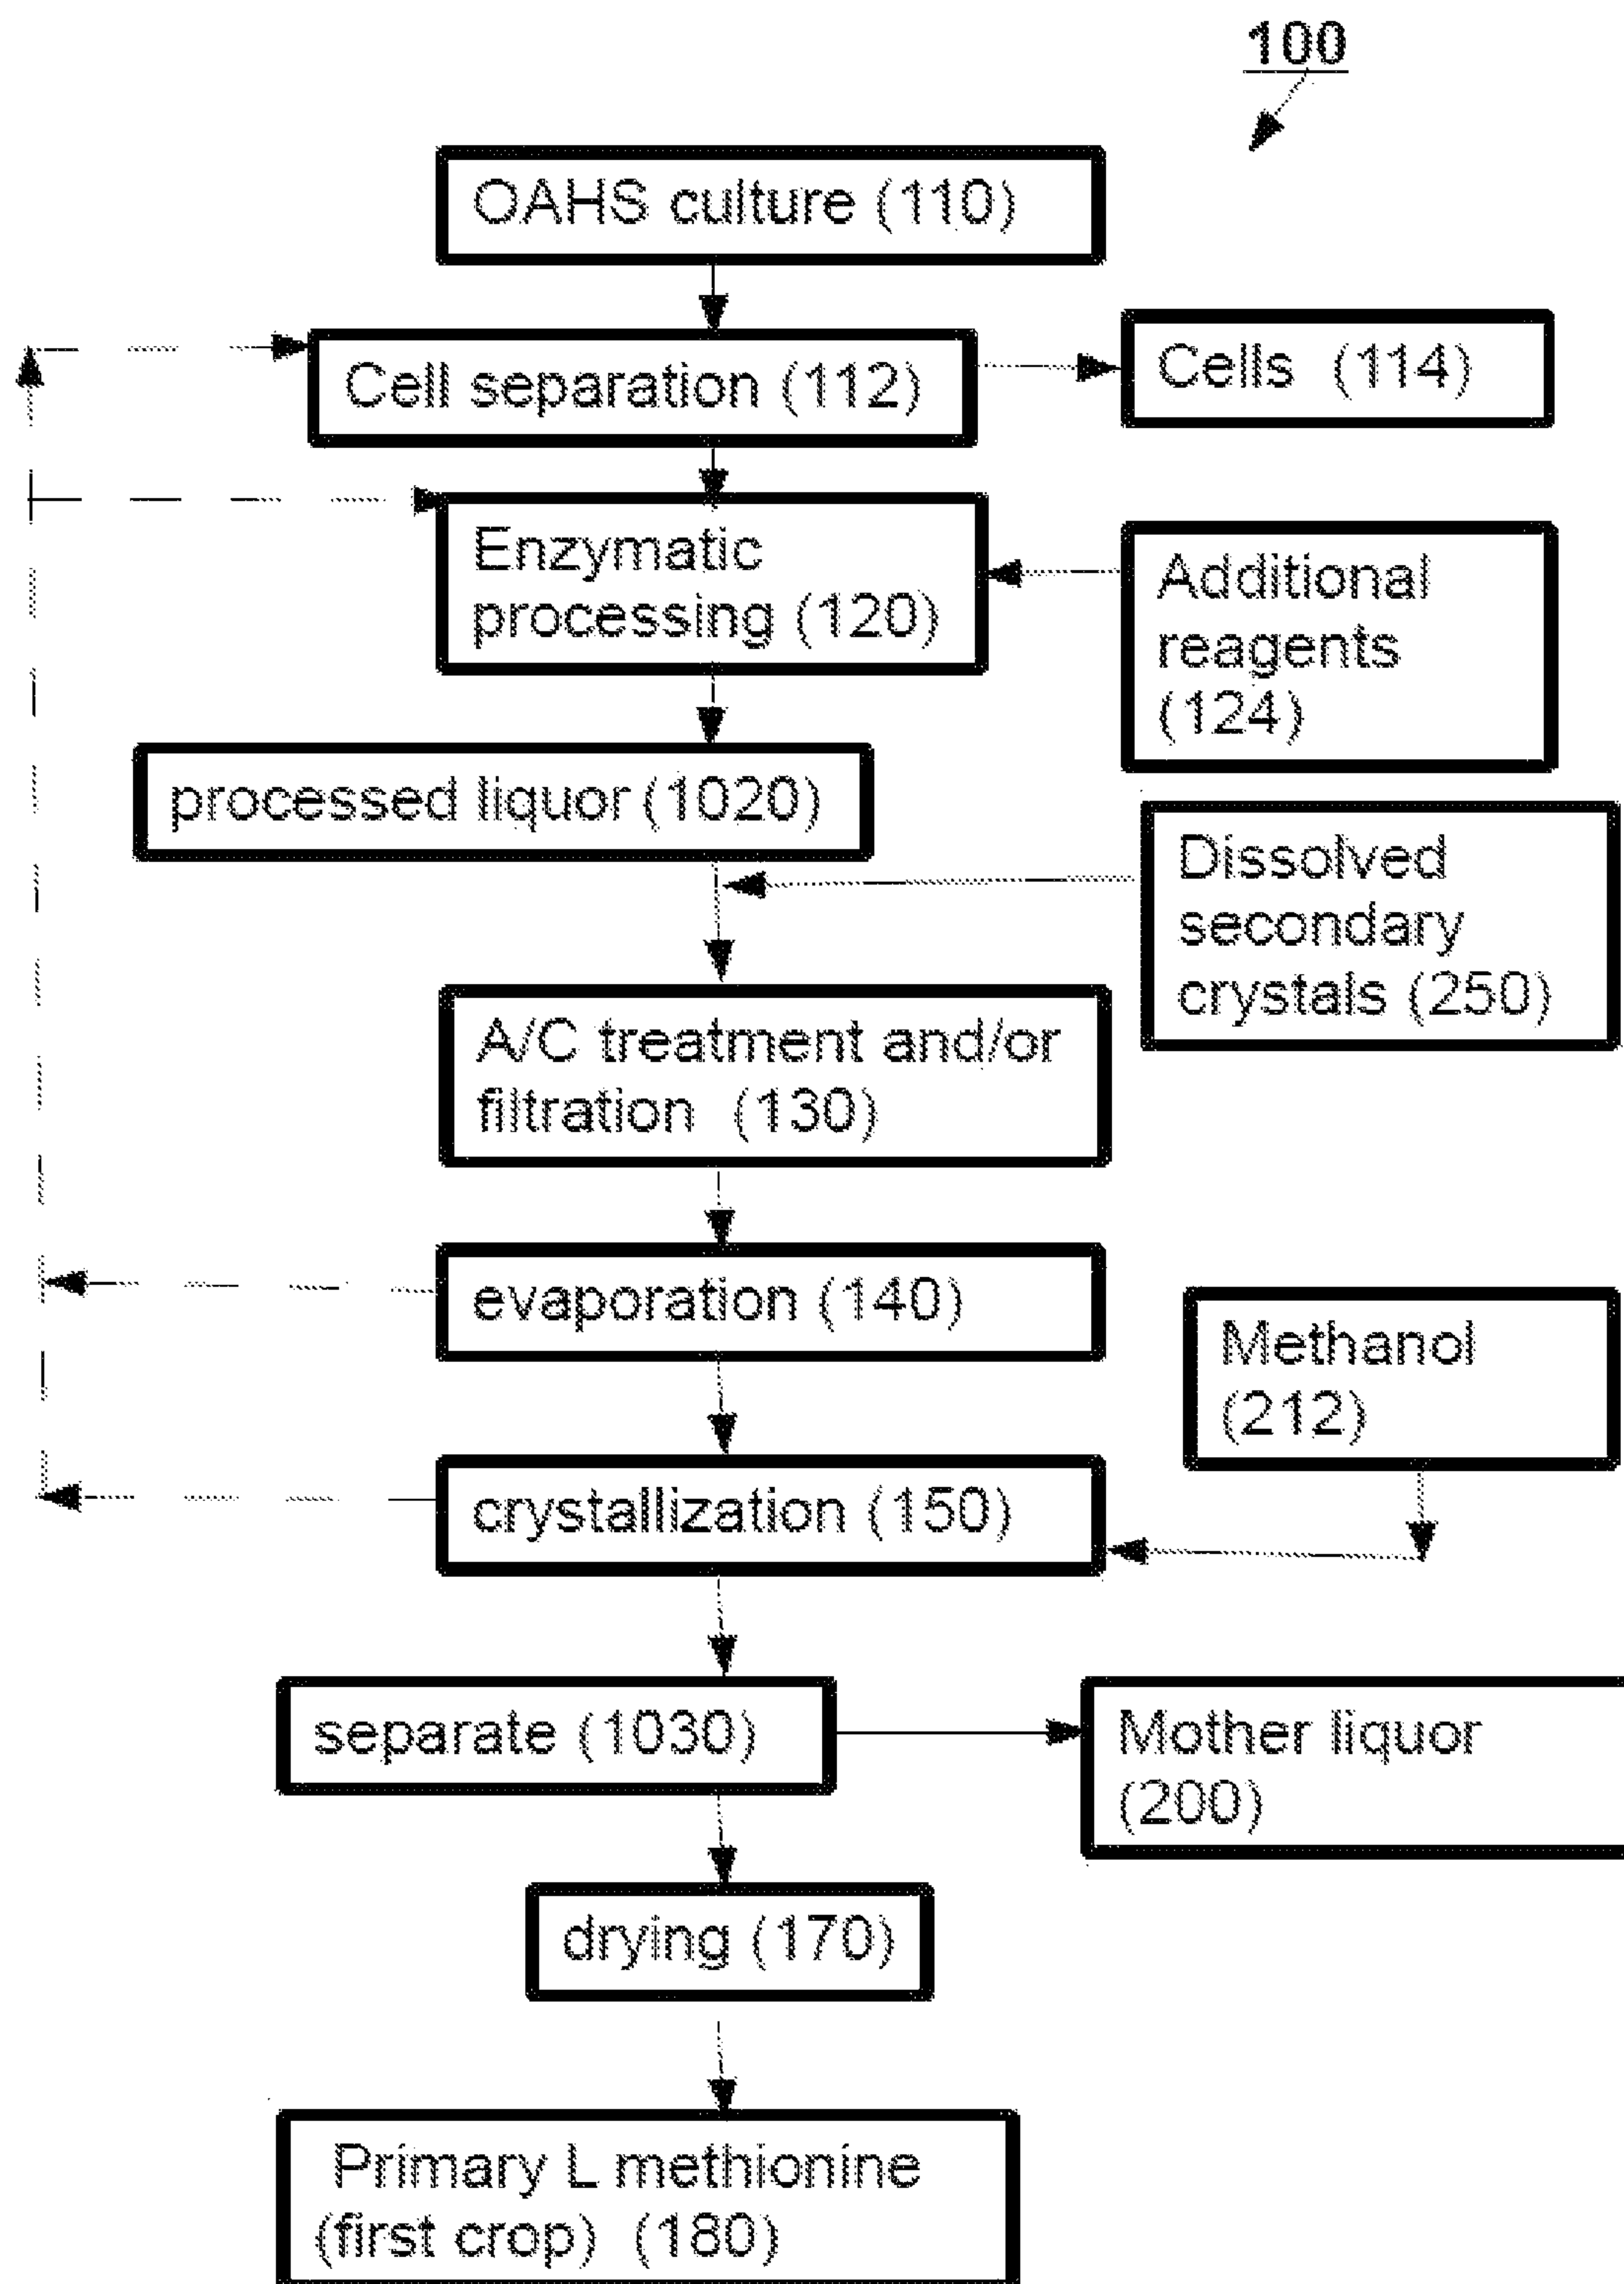 100
OAHS culture (110)
Cell separation (112)
Cells (114)
Enzymatic
processing (120)
Additional
reagents
(124)
processed liquor (1020)
Dissolved
secondary
crystals (250)
A/C treatment and/or
filtration (130)
evaporation (140)
Methanol
(212)
crystallization (150)
separate (1030)
Mother liquor
(200)
drying (170)
Primary L methionine
(first crop) (180)